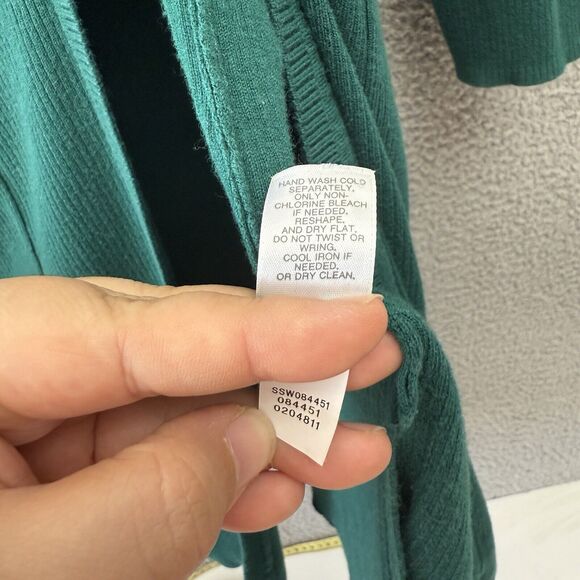 HAND WASH COLD
SEPARATELY.
ONLY NON-
CHLORINE BLEACH
IF NEEDED.
RESHAPE.
AND DRY FLAT.
DO NOT TWIST OR
WRING.
COOL IRON IF
NEEDED.
OR DRY CLEAN.
SSW084451
084451
0204811